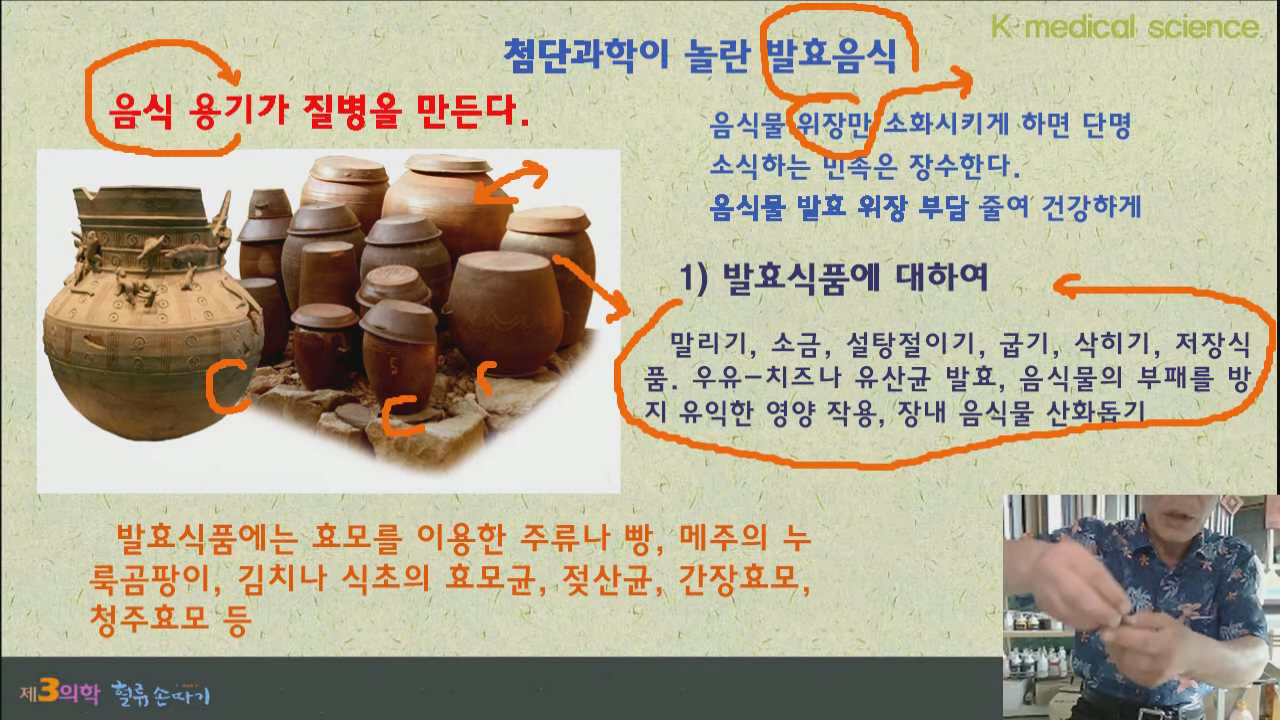 K medical science
첨단과학이 놀란 발효음식
음식 용기가 질병을 만든다.
음식물 위장만 소화시키게 하면 단명
소식하는 민족은 장수한다.
음식물 발효 위장 부담 줄여 건강하게
1) 발효식품에 대하여
말리기, 소금, 설탕절이기, 굽기, 삭히기, 저장식
품. 우유-치즈나 유산균 발효, 음식물의 부패를 방
지 유익한 영양 작용, 장내 음식물 산화돕기
발효식품에는 효모를 이용한 주류나 빵, 메주의 누
룩곰팡이, 김치나 식초의 효모균, 젖산균, 간장효모,
청주효모 등
제3의학 혈류 손따기